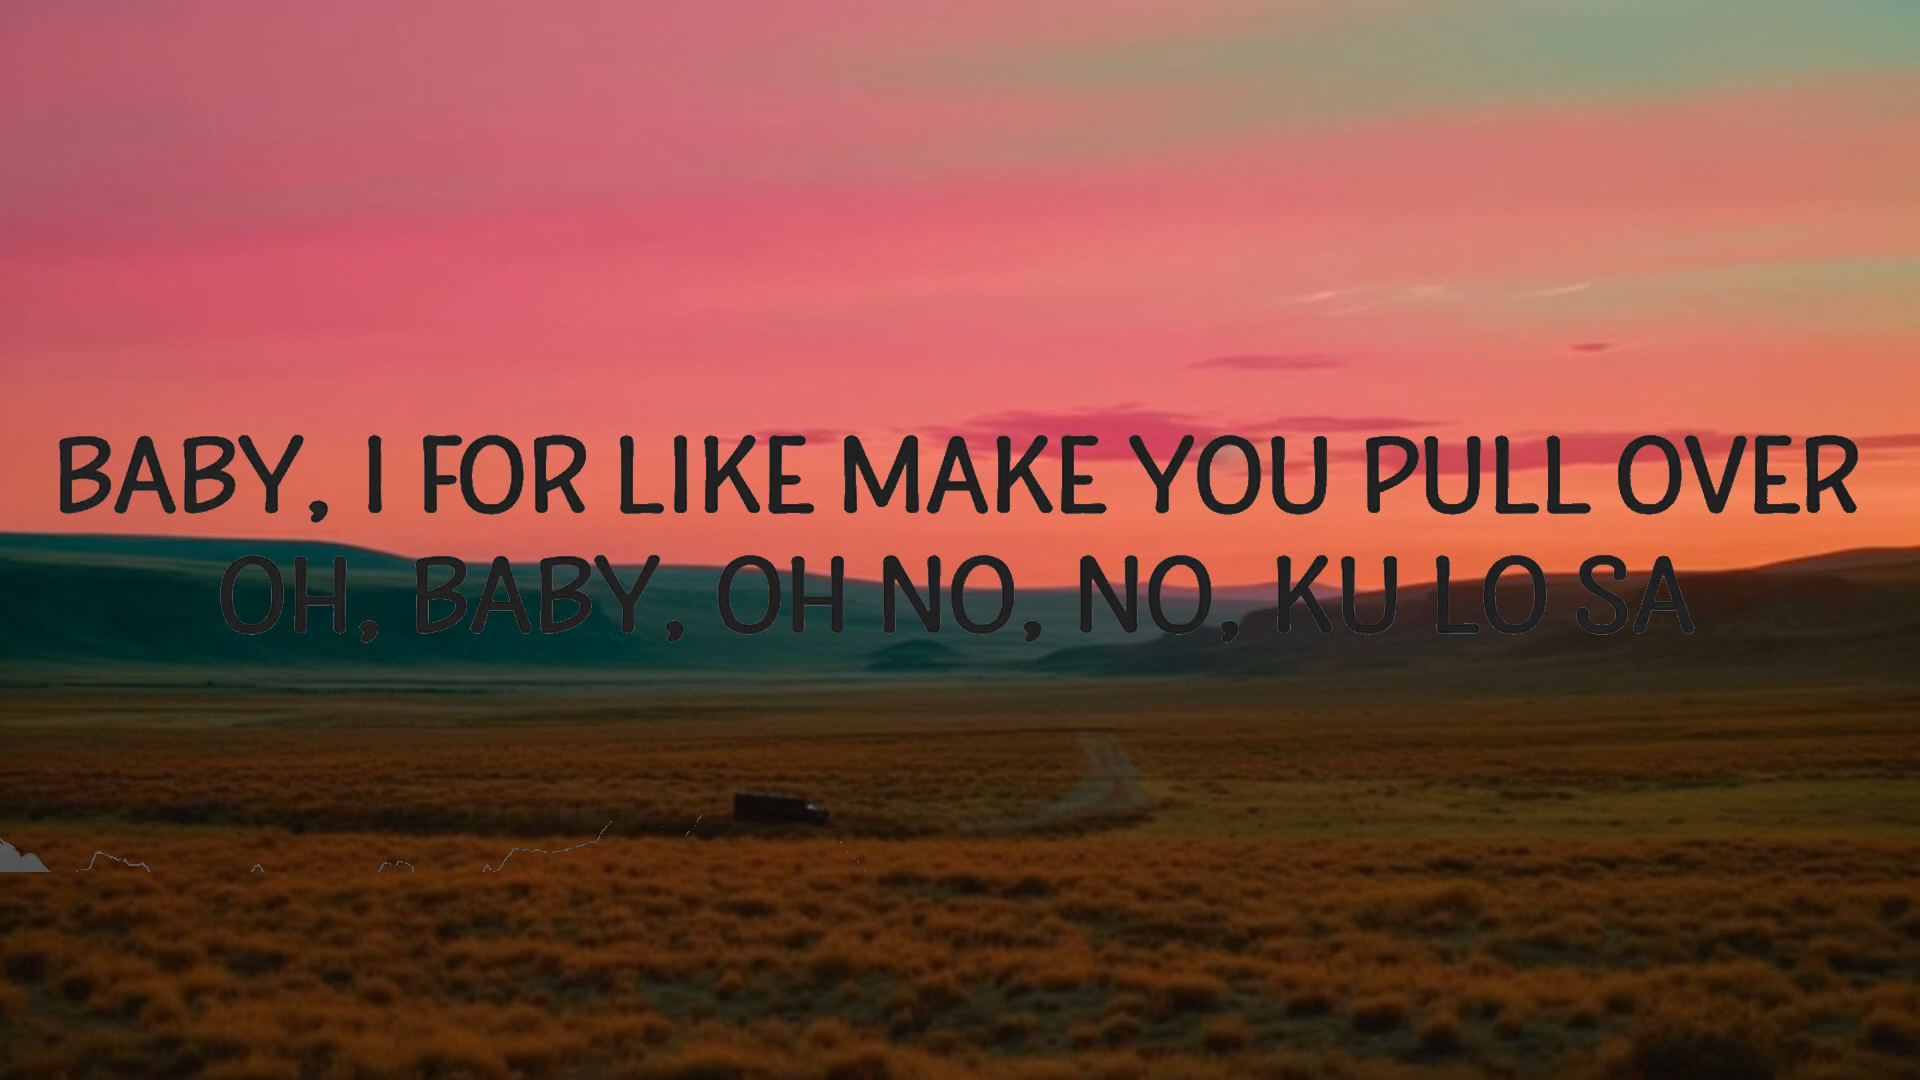 BABY, I FOR LIKE MAKE YOU PULL OVER
OH, BABY, OH NO, NO, KU LO SA